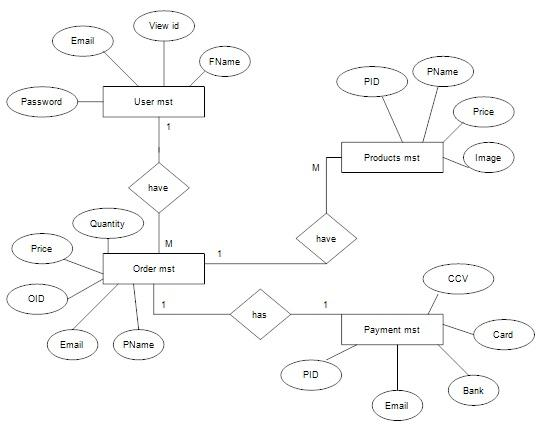 View id
Email
FName
Password
User mst
1
PID
PName
Price
Products mst
Image
M
have
have
Quantity
M
1
Price
Order mst
OID
1
has
1
Email
PName
CCV
Payment mst
Card
PID
Bank
Email